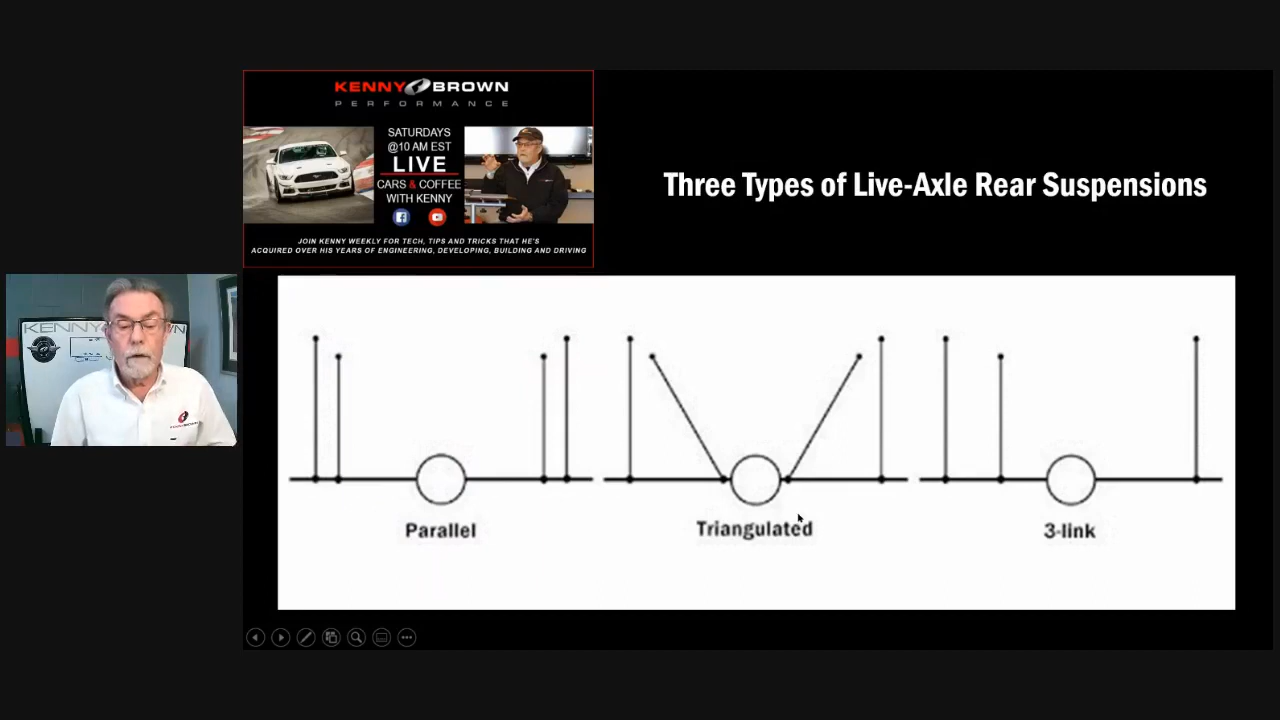 KENNY BROWN
PERFORMANCE
SATURDAYS
@10 AM EST
LIVE
CARS & COFFEE
WITH KENNY
JOIN KENNY WEEKLY FOR TECH, TIPS AND TRICKS THAT HE'S
ACQUIRED OVER HIS YEARS OF ENGINEERING, DEVELOPING, BUILDING AND DRIVING
Three Types of Live-Axle Rear Suspensions
KENNY BROWN
Parallel
Triangulated
3-link